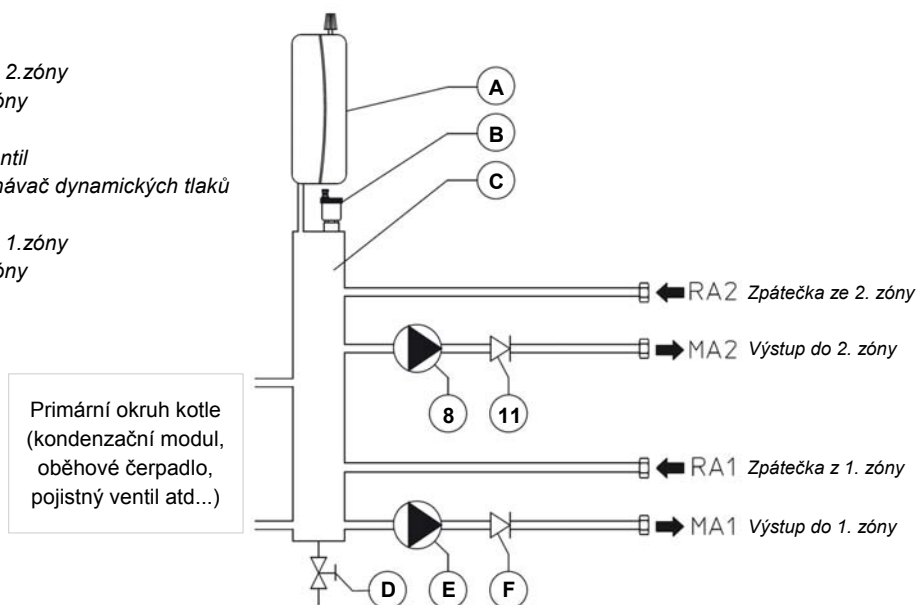 2.zóny
óny
ntil
návač dynamických tlaků
1.zóny
óny
A
B
C
RA2 Zpátečka ze 2. zóny
MA2 Výstup do 2. zóny
8
11
Primární okruh kotle
(kondenzační modul,
oběhové čerpadlo,
pojistný ventil atd...)
RA1 Zpátečka z 1. zóny
MA1 Výstup do 1. zóny
D
E
F